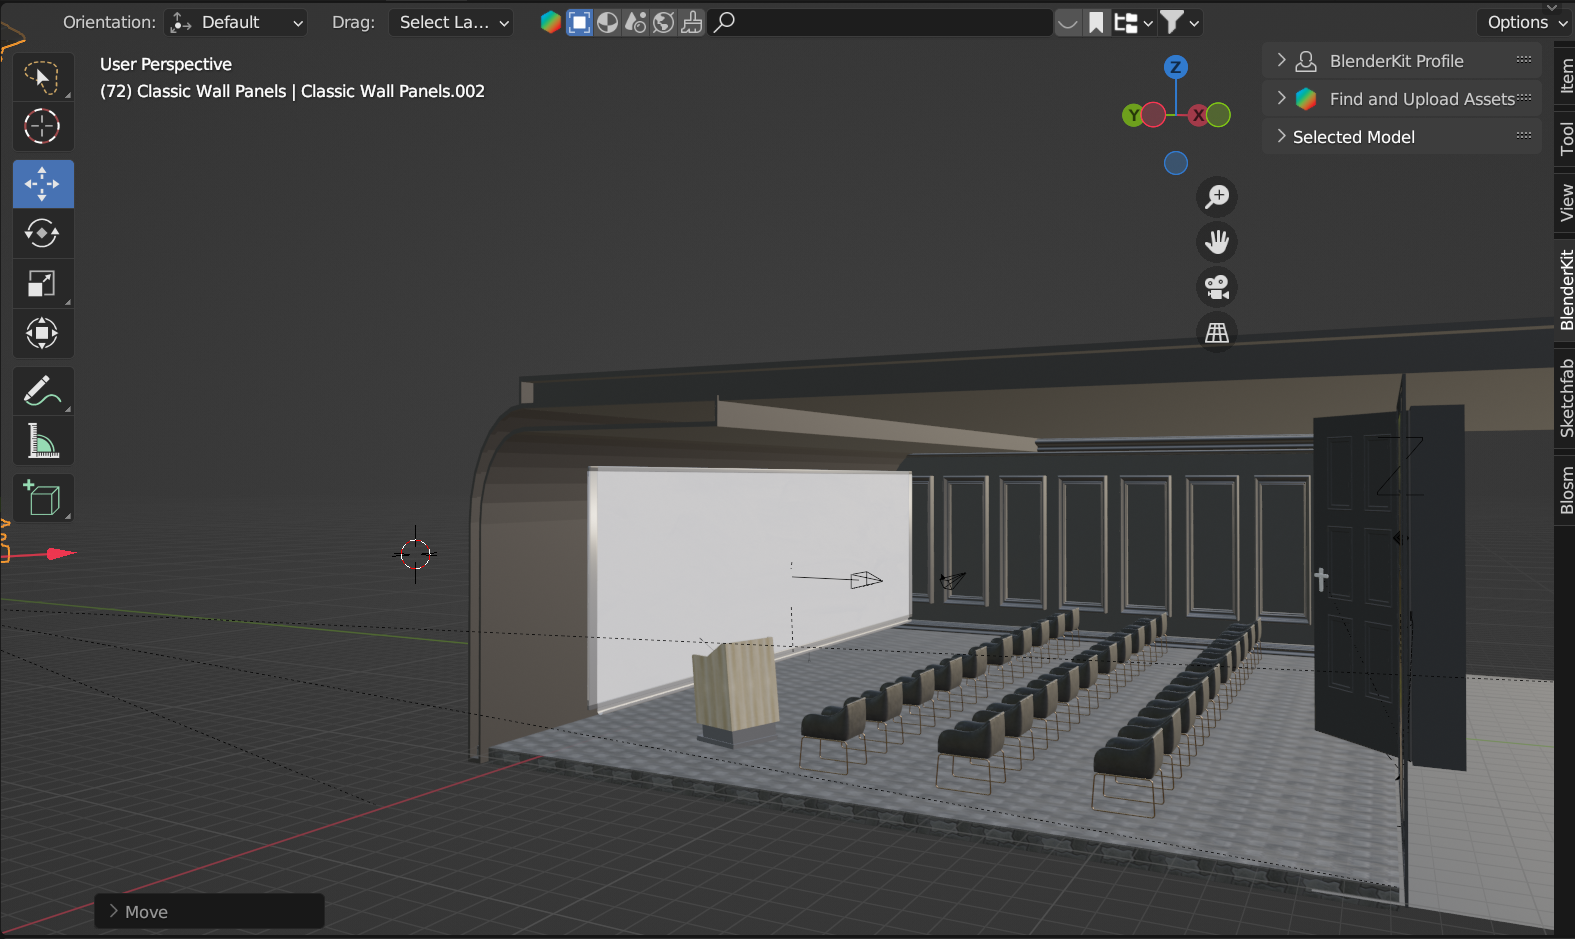 Orientation: Default Drag: Select La... Options
User Perspective
(72) Classic Wall Panels | Classic Wall Panels.002
Z
Y X
BlenderKit Profile
Find and Upload Assets
Selected Model
Item
Tool
View
BlenderKit
Sketchfab
Blosm
Move